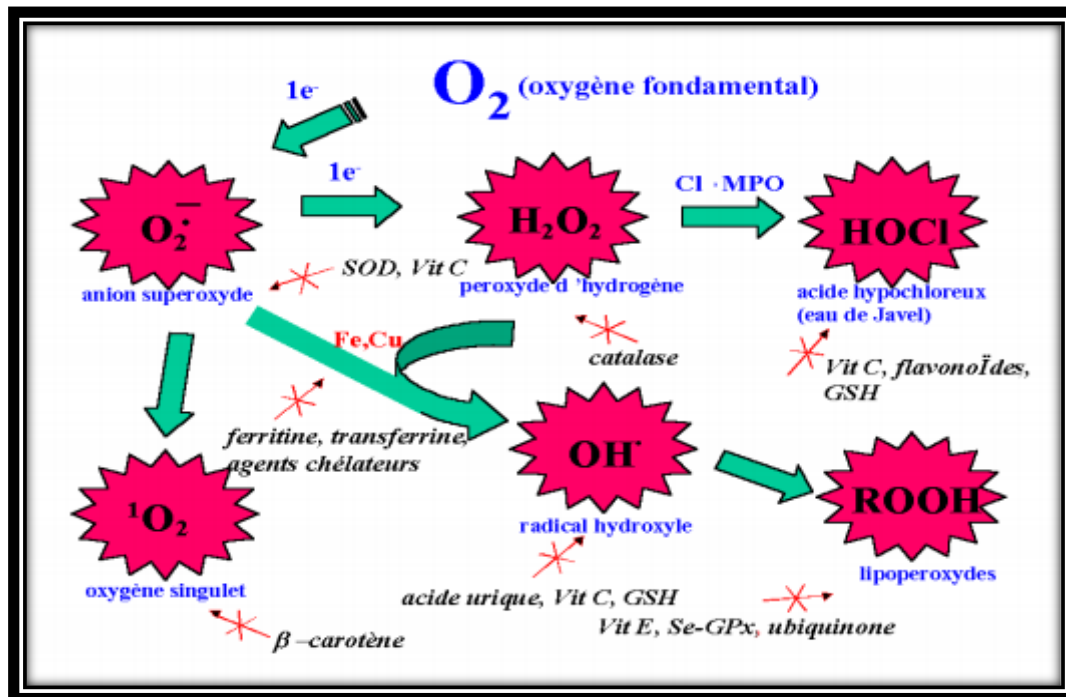 O₂ (oxygène fondamental)
1e⁻
1e⁻
Cl⁻ MPO
O₂•⁻
H₂O₂
HOCl
anion superoxyde
SOD, Vit C
peroxyde d ’hydrogène
acide hypochloreux
(eau de Javel)
Fe,Cu
catalase
Vit C, flavonoÏdes,
GSH
ferritine, transferrine,
agents chélateurs
OH•
ROOH
¹O₂
radical hydroxyle
lipoperoxydes
oxygène singulet
acide urique, Vit C, GSH
Vit E, Se-GPx, ubiquinone
β –carotène